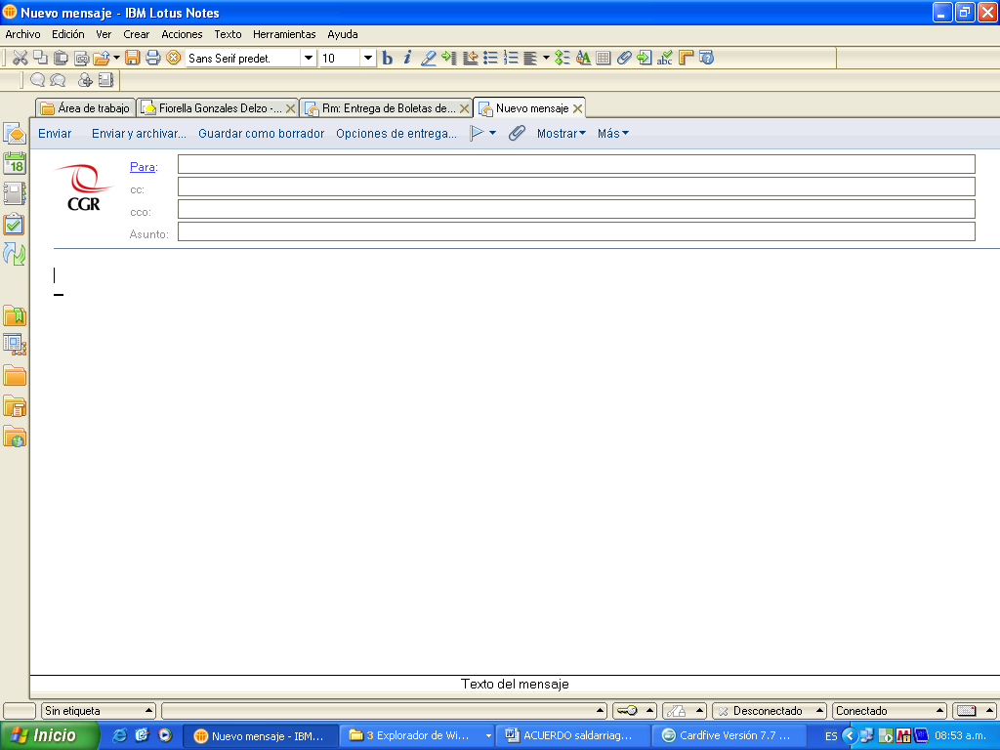 Nuevo mensaje - IBM Lotus Notes
Archivo Edición Ver Crear Acciones Texto Herramientas Ayuda
Sans Serif predet. 10 b i abc
Área de trabajo Fiorella Gonzales Delzo -... Rm: Entrega de Boletas de... Nuevo mensaje
Enviar Enviar y archivar... Guardar como borrador Opciones de entrega... Mostrar Más
18
CGR
Para:
cc:
cco:
Asunto:
Texto del mensaje
Sin etiqueta Desconectado Conectado
Inicio Nuevo mensaje - IBM... 3 Explorador de Wi... ACUERDO saldarriag... Cardfive Versión 7.7 ... ES 08:53 a.m.